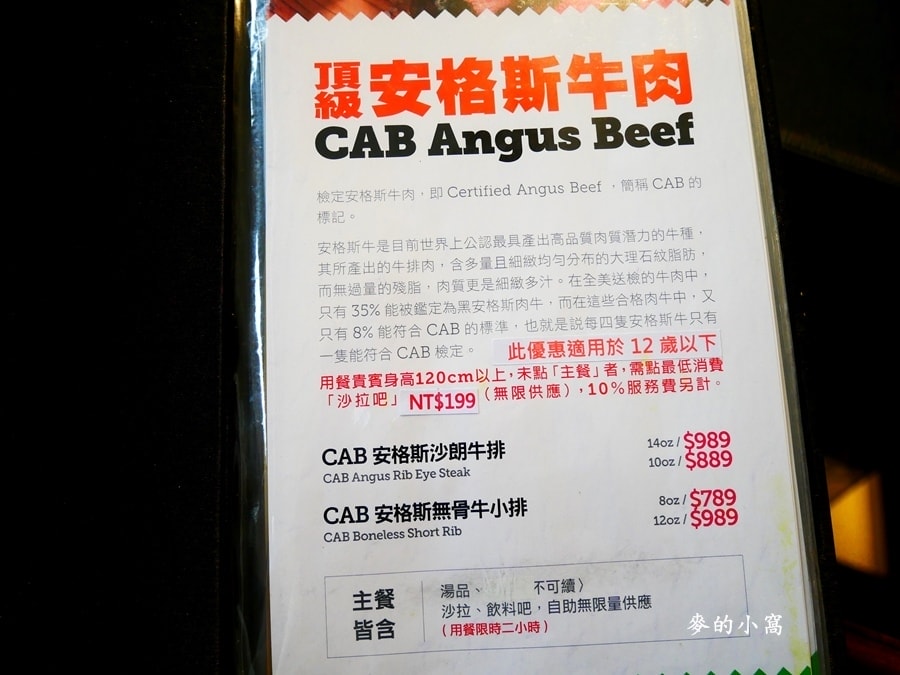 頂級 安格斯牛肉
CAB Angus Beef
檢定安格斯牛肉，即 Certified Angus Beef ，簡稱 CAB 的
標記。
安格斯牛是目前世界上公認最具產出高品質肉質潛力的牛種，
其所產出的牛排肉，含多量且細緻均勻分布的大理石紋脂肪，
而無過量的殘脂，肉質更是細緻多汁。在全美送檢的牛肉中，
只有 35% 能被鑑定為黑安格斯肉牛，而在這些合格肉牛中，又
只有 8% 能符合 CAB 的標準，也就是說每四隻安格斯牛只有
一隻能符合 CAB 檢定。 此優惠適用於 12 歲以下
用餐貴賓身高120cm以上，未點「主餐」者，需點最低消費
「沙拉吧」 NT$199 （無限供應），10%服務費另計。
CAB 安格斯沙朗牛排 14oz / $989
CAB Angus Rib Eye Steak 10oz / $889
CAB 安格斯無骨牛小排 8oz / $789
CAB Boneless Short Rib 12oz / $989
主餐
皆含
湯品、 不可續〉
沙拉、飲料吧，自助無限量供應
( 用餐限時二小時 )
麥的小窩